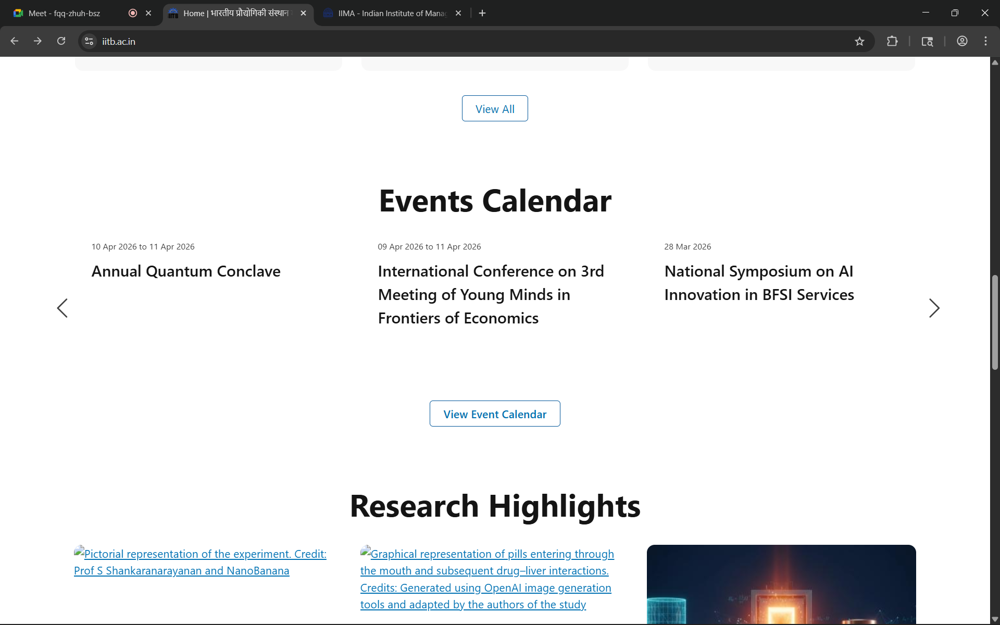 Meet - fqq-zhuh-bsz
Home | भारतीय प्रौद्योगिकी संस्थान
IIMA - Indian Institute of Manag
iitb.ac.in
View All
Events Calendar
10 Apr 2026 to 11 Apr 2026
Annual Quantum Conclave
09 Apr 2026 to 11 Apr 2026
International Conference on 3rd
Meeting of Young Minds in
Frontiers of Economics
28 Mar 2026
National Symposium on AI
Innovation in BFSI Services
View Event Calendar
Research Highlights
Pictorial representation of the experiment. Credit:
Prof S Shankaranarayanan and NanoBanana
Graphical representation of pills entering through
the mouth and subsequent drug–liver interactions.
Credits: Generated using OpenAI image generation
tools and adapted by the authors of the study